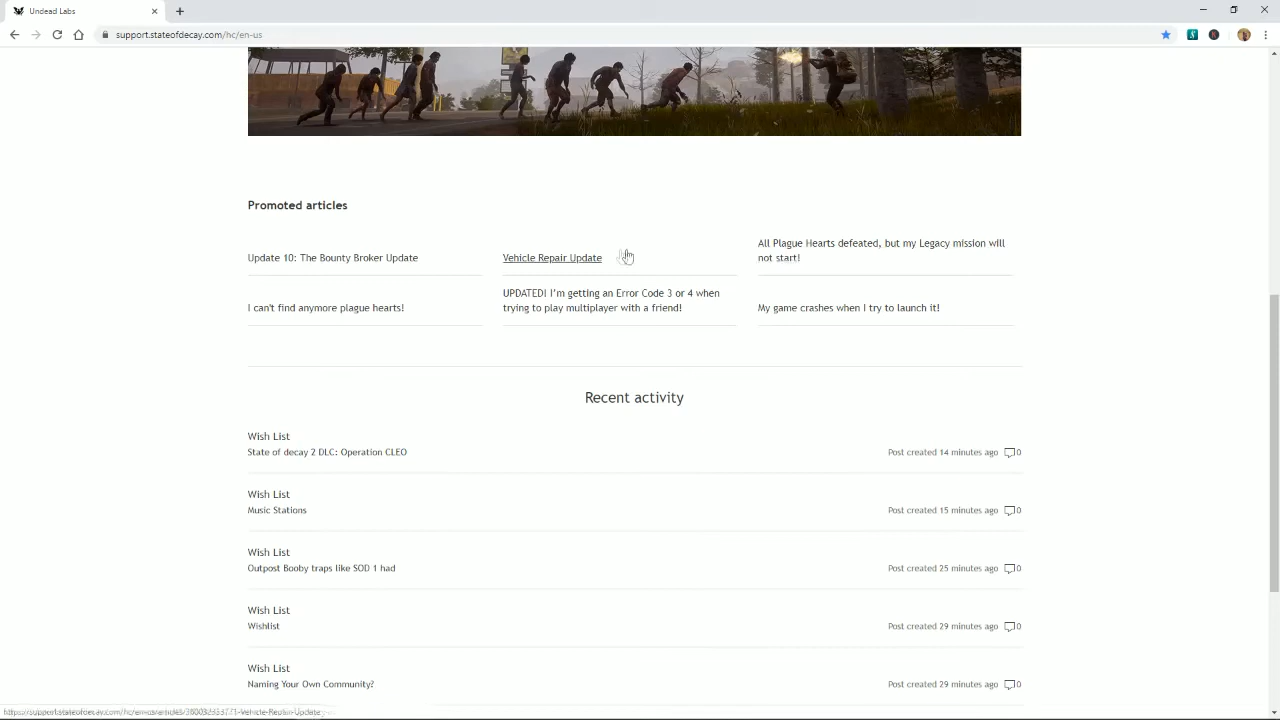 Undead Labs
support.stateofdecay.com/hc/en-us
Promoted articles
Update 10: The Bounty Broker Update
Vehicle Repair Update
All Plague Hearts defeated, but my Legacy mission will
not start!
I can't find anymore plague hearts!
UPDATED! I'm getting an Error Code 3 or 4 when
trying to play multiplayer with a friend!
My game crashes when I try to launch it!
Recent activity
Wish List
State of decay 2 DLC: Operation CLEO
Post created 14 minutes ago 0
Wish List
Music Stations
Post created 15 minutes ago 0
Wish List
Outpost Booby traps like SOD 1 had
Post created 25 minutes ago 0
Wish List
Wishlist
Post created 29 minutes ago 0
Wish List
Naming Your Own Community?
Post created 29 minutes ago 0